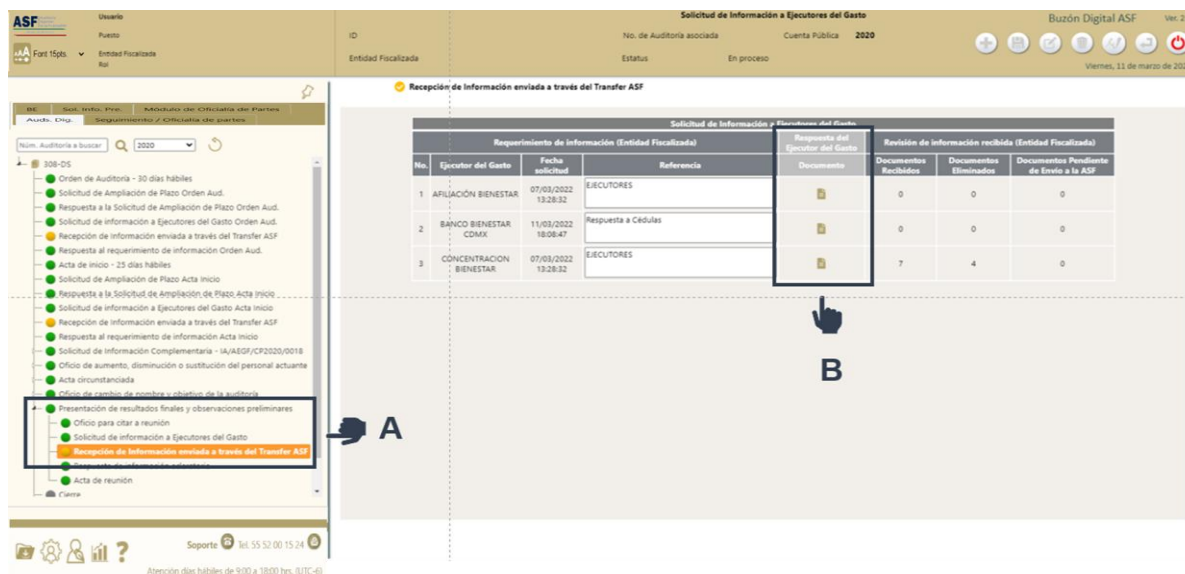 ASF
Usuario
Puesto
Font 15pts.
Entidad Fiscalizada
Rol
Solicitud de Información a Ejecutores del Gasto
ID
No. de Auditoría asociada
Cuenta Pública 2020
Entidad Fiscalizada
Estatus
En proceso
Buzón Digital ASF
Ver. 2
Viernes, 11 de marzo de 202
BE Sol. Info. Pre. Módulo de Oficialía de Partes
Auds. Dig. Seguimiento / Oficialía de partes
Núm. Auditoría a buscar 2020
308-DS
Orden de Auditoría - 30 días hábiles
Solicitud de Ampliación de Plazo Orden Aud.
Respuesta a la Solicitud de Ampliación de Plazo Orden Aud.
Solicitud de información a Ejecutores del Gasto Orden Aud.
Recepción de Información enviada a través del Transfer ASF
Respuesta al requerimiento de información Orden Aud.
Acta de inicio - 25 días hábiles
Solicitud de Ampliación de Plazo Acta Inicio
Respuesta a la Solicitud de Ampliación de Plazo Acta Inicio
Solicitud de información a Ejecutores del Gasto Acta Inicio
Recepción de Información enviada a través del Transfer ASF
Respuesta al requerimiento de información Acta Inicio
Solicitud de Información Complementaria - IA/AEGF/CP2020/0018
Oficio de aumento, disminución o sustitución del personal actuante
Acta circunstanciada
Oficio de cambio de nombre y objetivo de la auditoría
Presentación de resultados finales y observaciones preliminares
Oficio para citar a reunión
Solicitud de información a Ejecutores del Gasto
Recepción de Información enviada a través del Transfer ASF
Respuesta de información aclaratoria
Acta de reunión
Cierre
A
Soporte Tel. 55 52 00 15 24
Atención días hábiles de 9:00 a 18:00 hrs. (UTC-6)
Recepción de Información enviada a través del Transfer ASF
Solicitud de Información a Ejecutores del Gasto
Requerimiento de información (Entidad Fiscalizada)
Respuesta del Ejecutor del Gasto
Revisión de información recibida (Entidad Fiscalizada)
No. Ejecutor del Gasto Fecha solicitud Referencia Documento Documentos Recibidos Documentos Eliminados Documentos Pendiente de Envío a la ASF
1 AFILIACIÓN BIENESTAR 07/03/2022 13:28:32 EJECUTORES 0 0 0
2 BANCO BIENESTAR CDMX 11/03/2022 18:08:47 Respuesta a Cédulas 0 0 0
3 CONCENTRACION BIENESTAR 07/03/2022 13:28:32 EJECUTORES 7 4 0
B